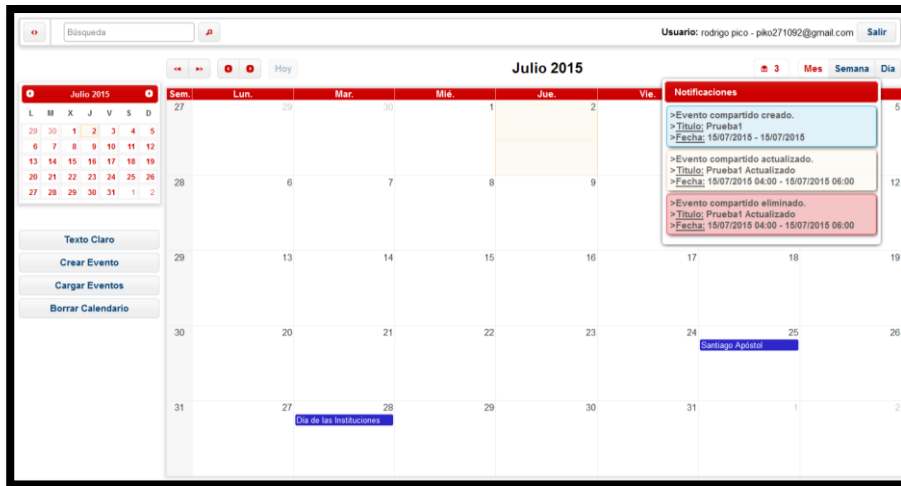 Búsqueda
Usuario: rodrigo pico - piko271092@gmail.com Salir
Hoy
Julio 2015
3 Mes Semana Día
Julio 2015
L M X J V S D
29 30 1 2 3 4 5
6 7 8 9 10 11 12
13 14 15 16 17 18 19
20 21 22 23 24 25 26
27 28 29 30 31 1 2
Texto Claro
Crear Evento
Cargar Eventos
Borrar Calendario
Sem. Lun. Mar. Mié. Jue. Vie.
27 29 30 1 2 5
28 6 7 8 9 12
29 13 14 15 16 17 18 19
30 20 21 22 23 24 25 26
Santiago Apóstol
31 27 28 29 30 31 1 2
Día de las Instituciones
Notificaciones
>Evento compartido creado.
>Titulo: Prueba1
>Fecha: 15/07/2015 - 15/07/2015
>Evento compartido actualizado.
>Titulo: Prueba1 Actualizado
>Fecha: 15/07/2015 04:00 - 15/07/2015 06:00
>Evento compartido eliminado.
>Titulo: Prueba1 Actualizado
>Fecha: 15/07/2015 04:00 - 15/07/2015 06:00